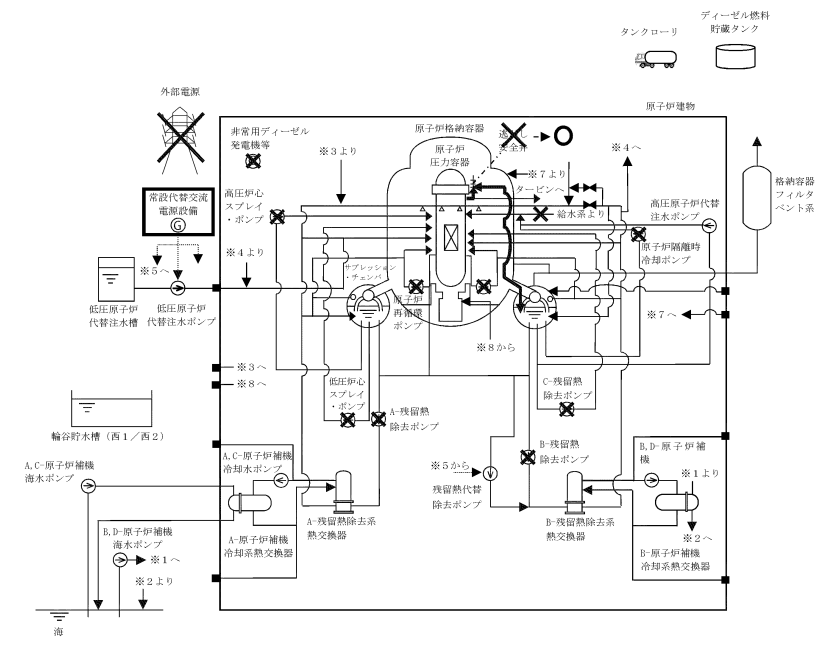 ディーゼル燃料
貯蔵タンク
タンクローリ
外部電源
原子炉建物
非常用ディーゼル
発電機等
※3より
原子炉格納容器
原子炉
圧力容器
逃し
安全弁
※4へ
※7より
タービンへ
給水系より
高圧原子炉代替
注水ポンプ
格納容器
フィルタ
ベント系
常設代替交流
電源設備
G
高圧炉心
スプレイ
・ポンプ
原子炉隔離時
冷却ポンプ
※5へ
※4より
サプレッション
・チェンバ
低圧原子炉
代替注水槽
低圧原子炉
代替注水ポンプ
原子炉
再循環
ポンプ
※7へ
※8から
※3へ
※8へ
低圧炉心
スプレイ
・ポンプ
A-残留熱
除去ポンプ
C-残留熱
除去ポンプ
輪谷貯水槽(西1/西2)
B-残留熱
除去ポンプ
B,D-原子炉補
機
A,C-原子炉補機
海水ポンプ
A,C-原子炉補機
冷却水ポンプ
※5から
残留熱代替
除去ポンプ
※1より
A-残留熱除去系
熱交換器
B-残留熱除去系
熱交換器
※2へ
B,D-原子炉補機
海水ポンプ
A-原子炉補機
冷却系熱交換器
B-原子炉補機
冷却系熱交換器
※1へ
※2より
海